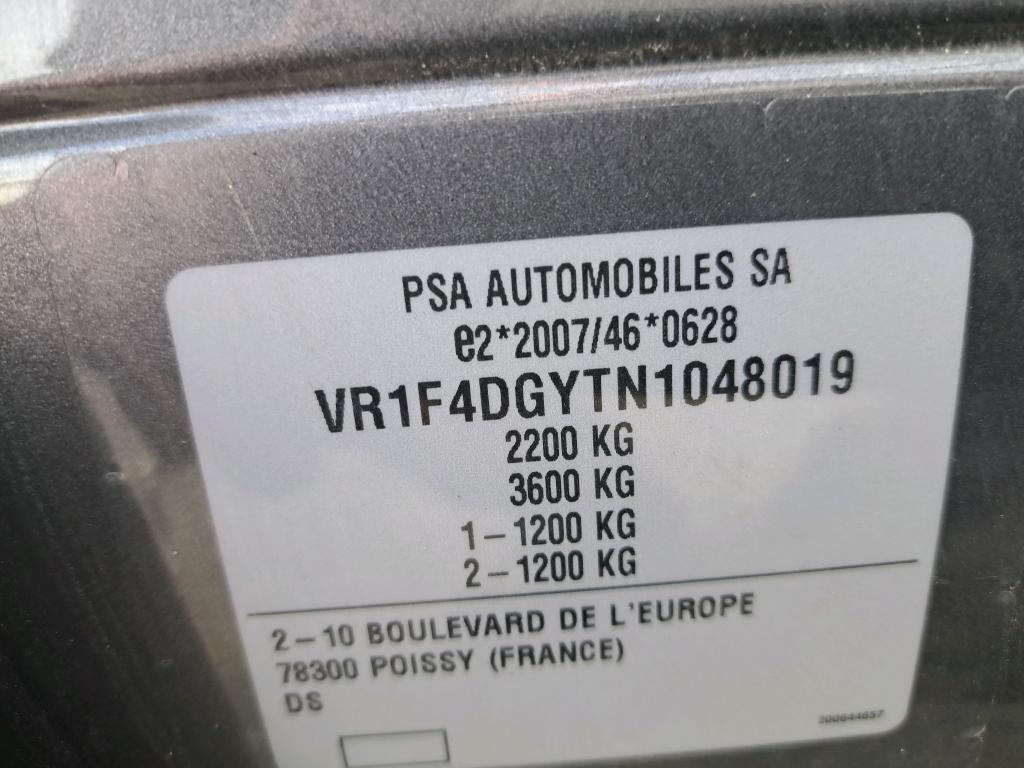 PSA AUTOMOBILES SA
e2*2007/46*0628
VR1F4DGYTN1048019
2200 KG
3600 KG
1-1200 KG
2-1200 KG
2-10 BOULEVARD DE L'EUROPE
78300 POISSY (FRANCE)
DS
200644657